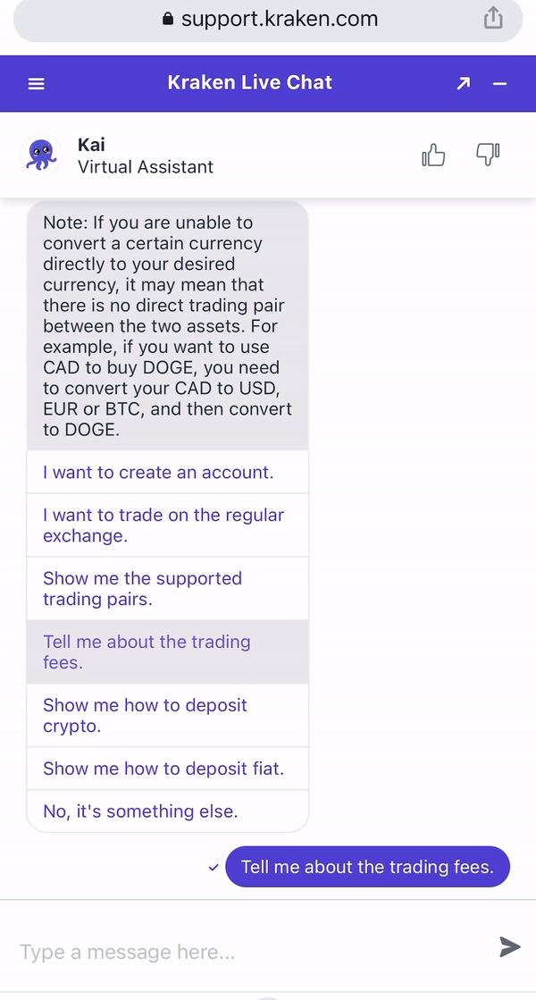 support.kraken.com
Kraken Live Chat
Kai
Virtual Assistant
Note: If you are unable to
convert a certain currency
directly to your desired
currency, it may mean that
there is no direct trading pair
between the two assets. For
example, if you want to use
CAD to buy DOGE, you need
to convert your CAD to USD,
EUR or BTC, and then convert
to DOGE.
I want to create an account.
I want to trade on the regular
exchange.
Show me the supported
trading pairs.
Tell me about the trading
fees.
Show me how to deposit
crypto.
Show me how to deposit fiat.
No, it's something else.
Tell me about the trading fees.
Type a message here...